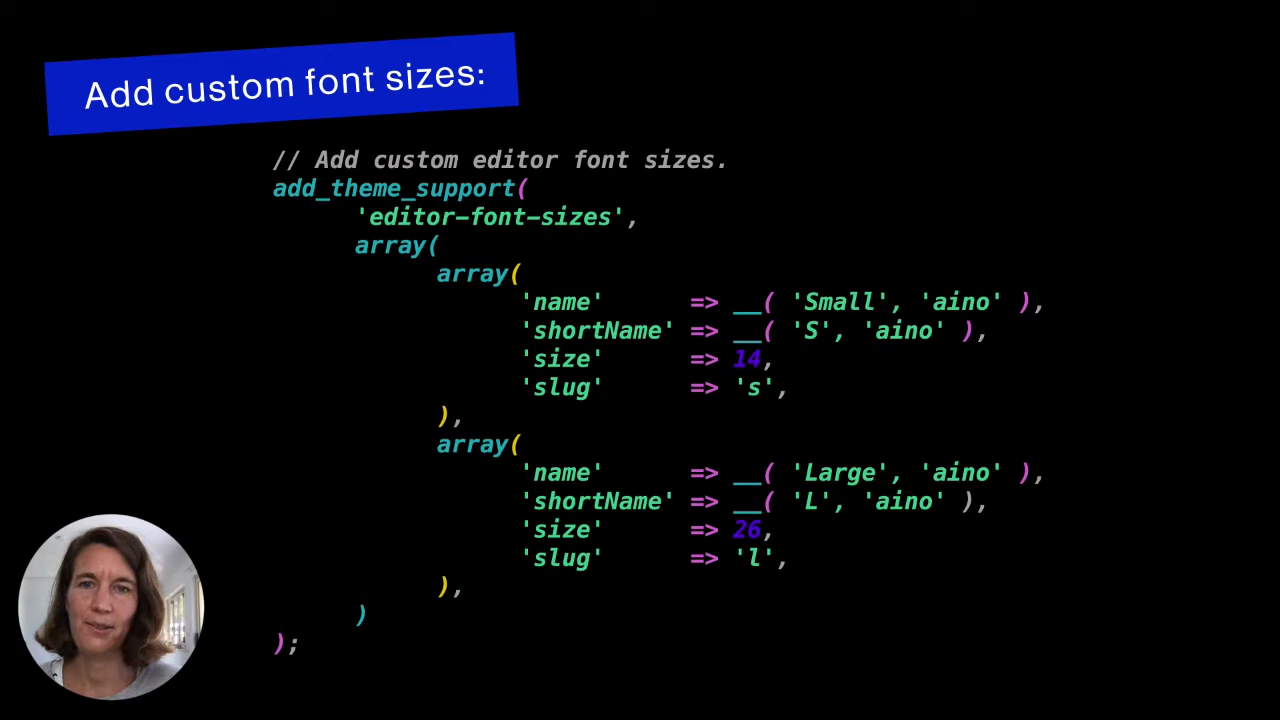 Add custom font sizes:
// Add custom editor font sizes.
add_theme_support(
'editor-font-sizes',
array(
array(
'name' => __( 'Small', 'aino' ),
'shortName' => __( 'S', 'aino' ),
'size' => 14,
'slug' => 's',
),
array(
'name' => __( 'Large', 'aino' ),
'shortName' => __( 'L', 'aino' ),
'size' => 26,
'slug' => 'l',
),
)
);